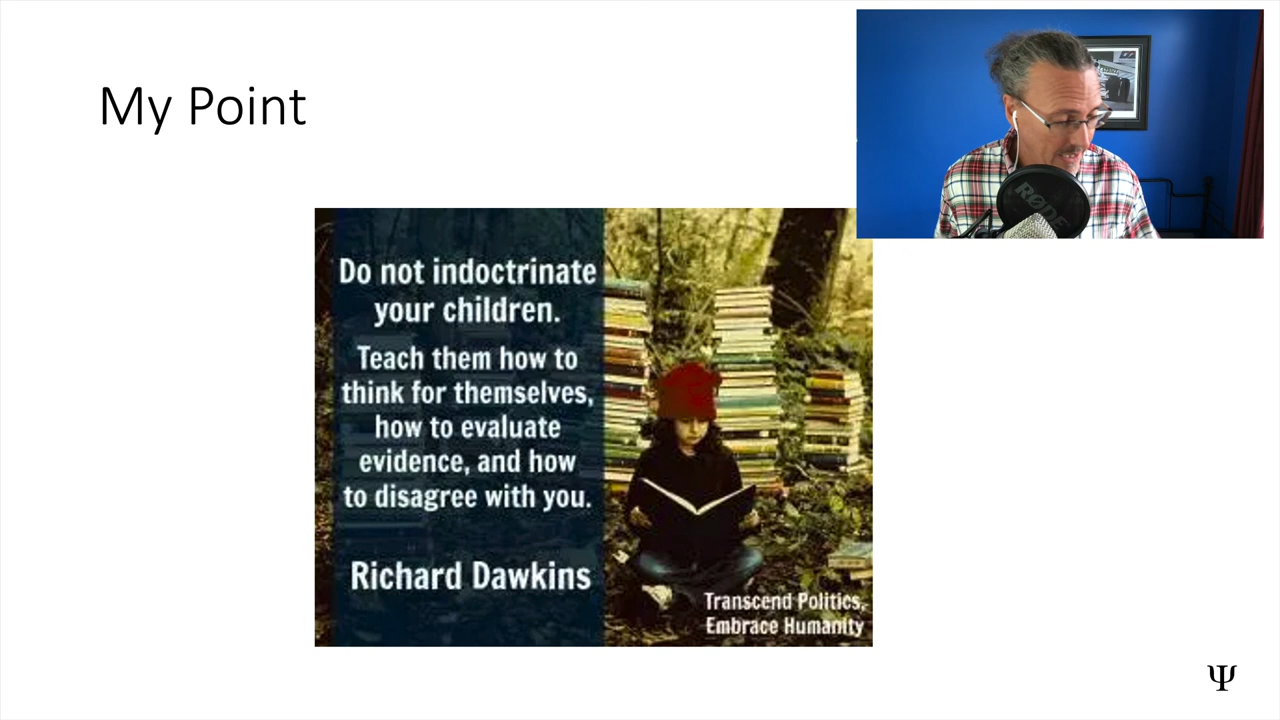 My Point
Do not indoctrinate
your children.
Teach them how to
think for themselves,
how to evaluate
evidence, and how
to disagree with you.
Richard Dawkins
Transcend Politics,
Embrace Humanity
RØDE
Ψ